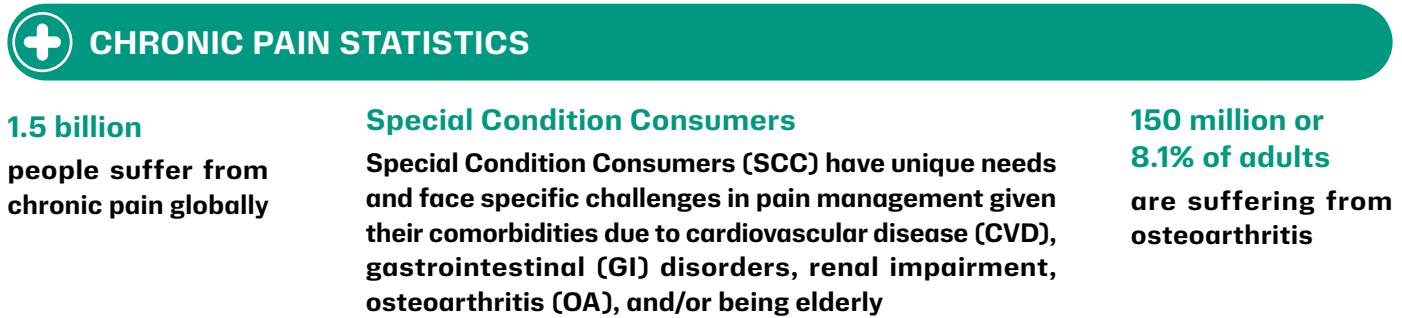 CHRONIC PAIN STATISTICS
1.5 billion
people suffer from
chronic pain globally
Special Condition Consumers
Special Condition Consumers (SCC) have unique needs
and face specific challenges in pain management given
their comorbidities due to cardiovascular disease (CVD),
gastrointestinal (GI) disorders, renal impairment,
osteoarthritis (OA), and/or being elderly
150 million or
8.1% of adults
are suffering from
osteoarthritis